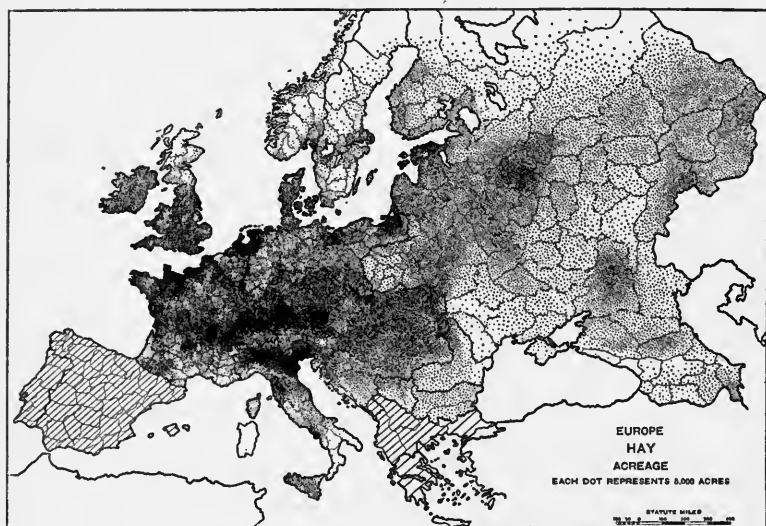 EUROPE
HAY
ACREAGE
EACH DOT REPRESENTS 5,000 ACRES
STATUTE MILES